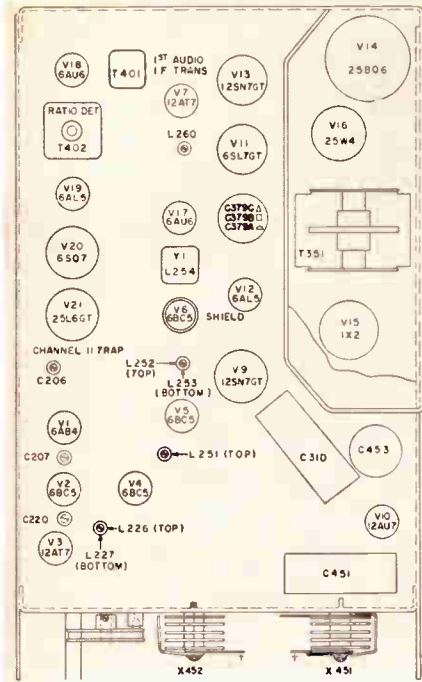 V18
6AU6
T401
1ST AUDIO
I F TRANS
V7
12AT7
V13
12SN7GT
V14
25BQ6
RATIO DET
T402
L260
V11
6SL7GT
V16
25W4
V19
6AL5
V17
6AU6
C379C △
C379B □
C379A ⌓
V20
6SQ7
Y1
L254
T351
V12
6AL5
V21
25L6GT
V6
6BC5
SHIELD
V15
1X2
CHANNEL 11 TRAP
C206
L252
(TOP)
L253
(BOTTOM)
V9
12SN7GT
V1
6AB4
V5
6BC5
C207
L251 (TOP)
C31D
C453
V2
6BC5
V4
6BC5
C220
L226 (TOP)
V10
12AU7
V3
12AT7
L227
(BOTTOM)
C451
X452
X451